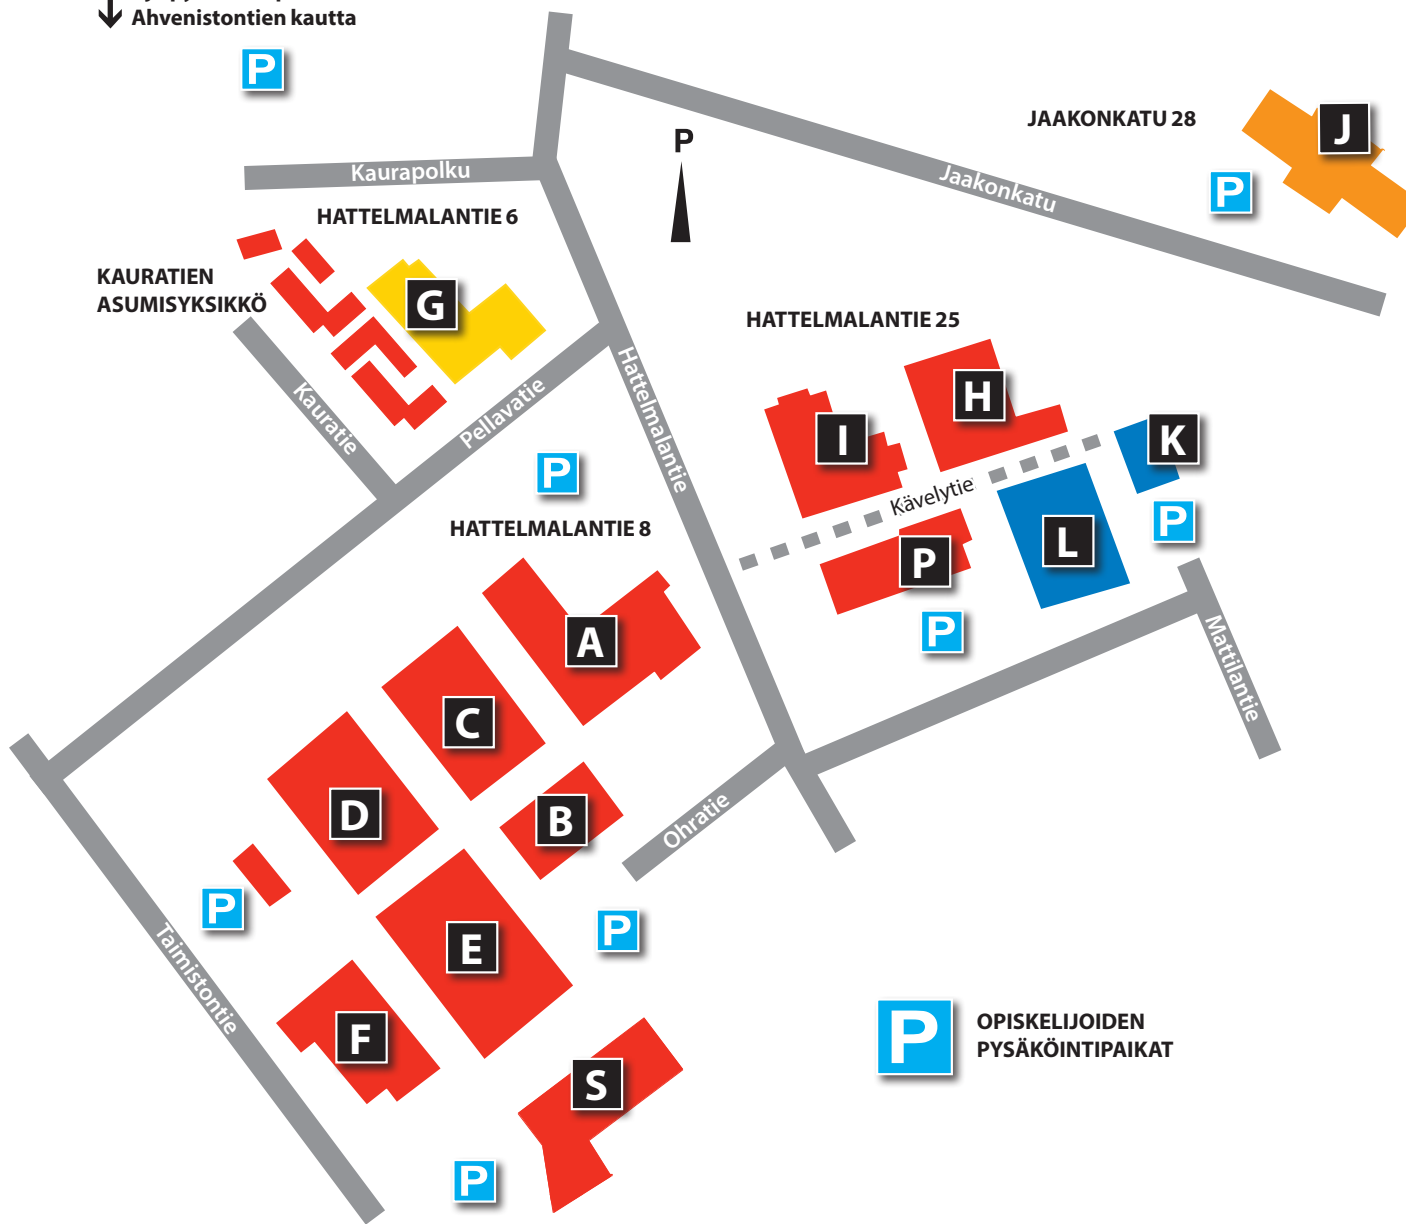 Ahvenistontien kautta
P
P
JAAKONKATU 28
J
P
Kaurapolku
Jaakonkatu
HATTELMALANTIE 6
KAURATIEN
ASUMISYKSIKKÖ
G
HATTELMALANTIE 25
Hattelmalantie
Kauratie
Pellavatie
H
I
K
P
Kävelytie
P
HATTELMALANTIE 8
L
P
P
A
Mattilantie
C
D
B
Ohratie
P
P
E
Taimistontie
F
S
P
P
OPISKELIJOIDEN
PYSÄKÖINTIPAIKAT